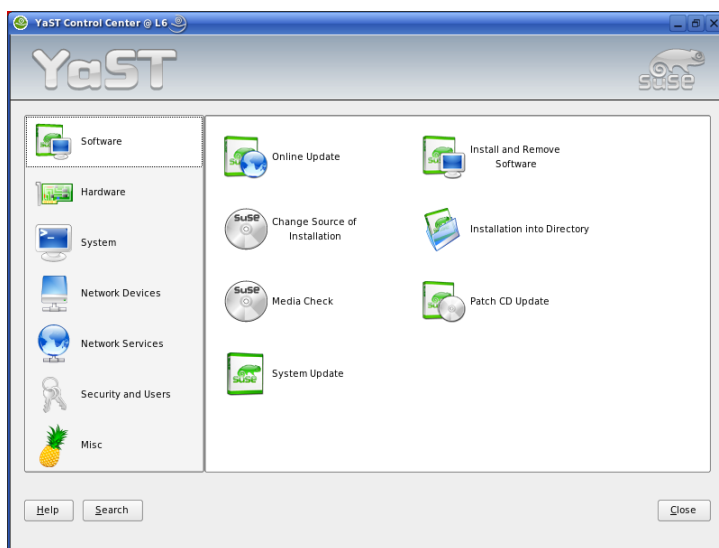 YaST Control Center @ L6
YaST
SUSE
Software
Hardware
System
Network Devices
Network Services
Security and Users
Misc
Online Update
Install and Remove
Software
SuSE
Change Source of
Installation
Installation into Directory
SuSE
Media Check
Patch CD Update
SUSE
System Update
Help
Search
Close